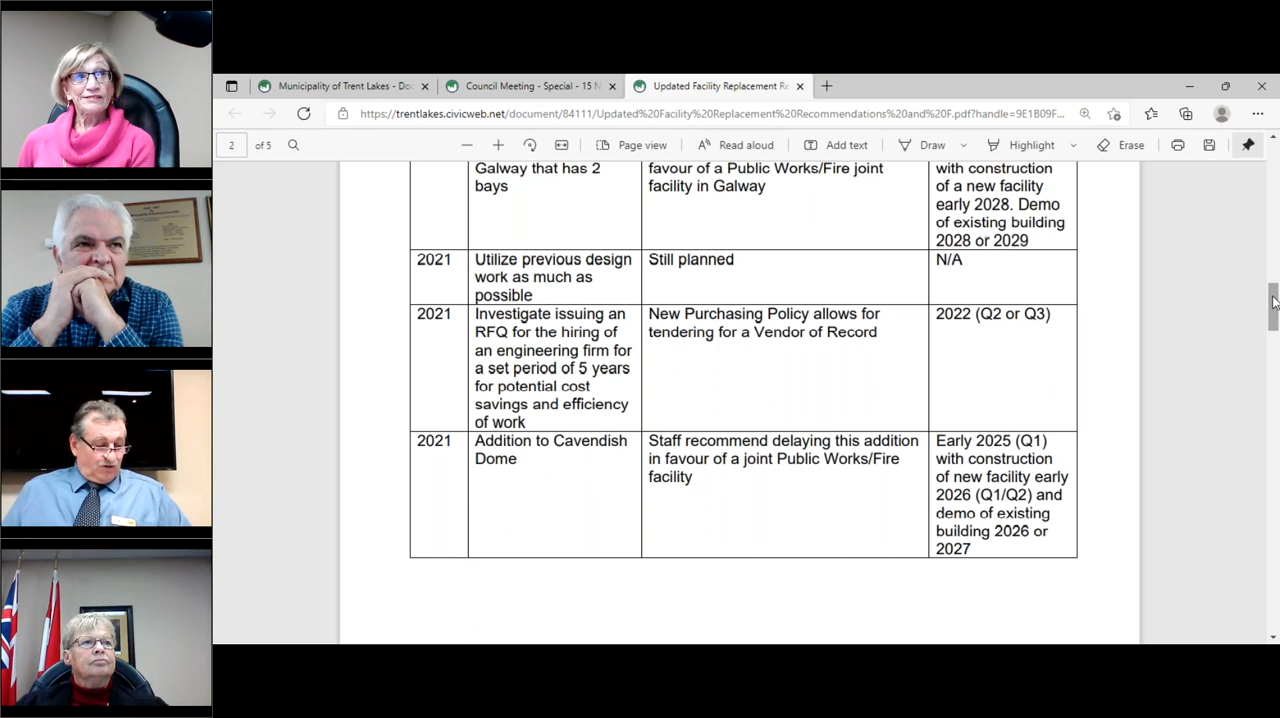 Municipality of Trent Lakes - Doc
Council Meeting - Special - 15 N
Updated Facility Replacement Re
https://trentlakes.civicweb.net/document/84111/Updated%20Facility%20Replacement%20Recommendations%20and%20F.pdf?handle=9E1B09F...
2 of 5
Page view
Read aloud
Add text
Draw
Highlight
Erase
Galway that has 2
bays
favour of a Public Works/Fire joint
facility in Galway
with construction
of a new facility
early 2028. Demo
of existing building
2028 or 2029
2021
Utilize previous design
work as much as
possible
Still planned
N/A
2021
Investigate issuing an
RFQ for the hiring of
an engineering firm for
a set period of 5 years
for potential cost
savings and efficiency
of work
New Purchasing Policy allows for
tendering for a Vendor of Record
2022 (Q2 or Q3)
2021
Addition to Cavendish
Dome
Staff recommend delaying this addition
in favour of a joint Public Works/Fire
facility
Early 2025 (Q1)
with construction
of new facility early
2026 (Q1/Q2) and
demo of existing
building 2026 or
2027